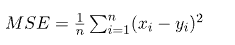 $MSE = \frac{1}{n} \sum_{i=1}^{n} (x_i - y_i)^2$